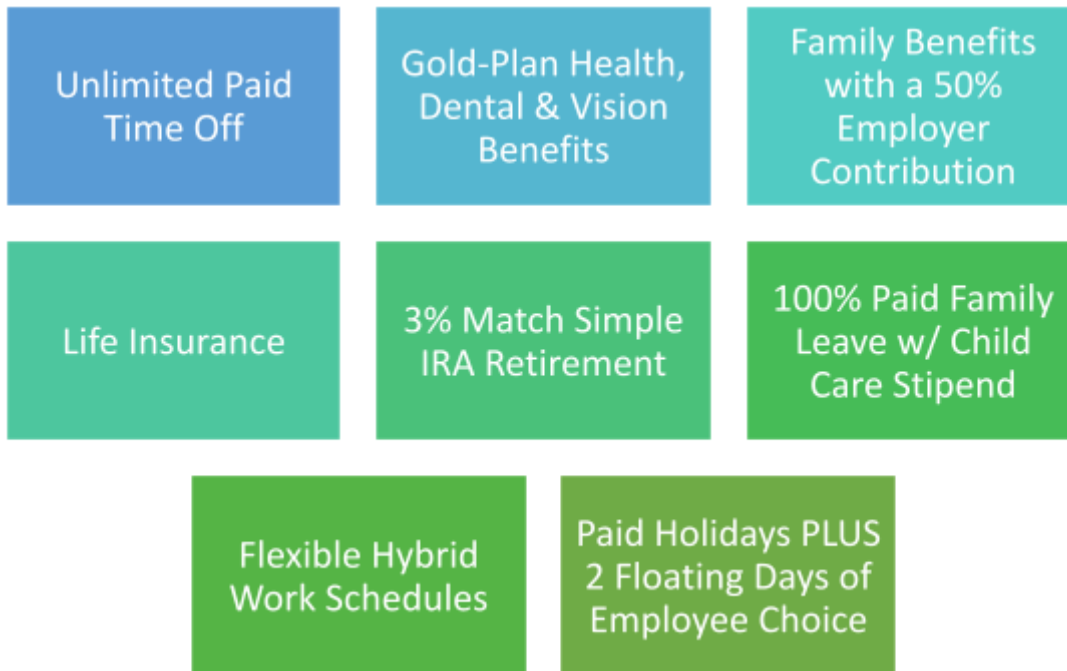 Unlimited Paid
Time Off
Gold-Plan Health,
Dental & Vision
Benefits
Family Benefits
with a 50%
Employer
Contribution
Life Insurance
3% Match Simple
IRA Retirement
100% Paid Family
Leave w/ Child
Care Stipend
Flexible Hybrid
Work Schedules
Paid Holidays PLUS
2 Floating Days of
Employee Choice